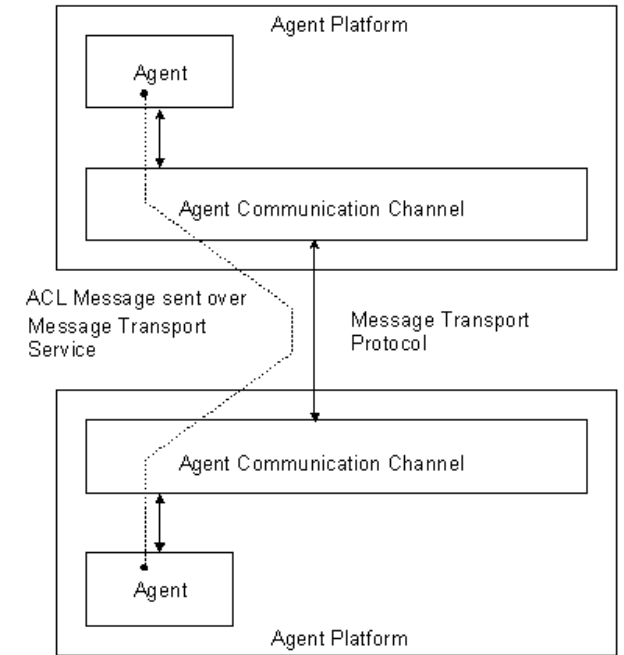 Agent Platform
Agent
Agent Communication Channel
ACL Message sent over
Message Transport
Service
Message Transport
Protocol
Agent Communication Channel
Agent
Agent Platform